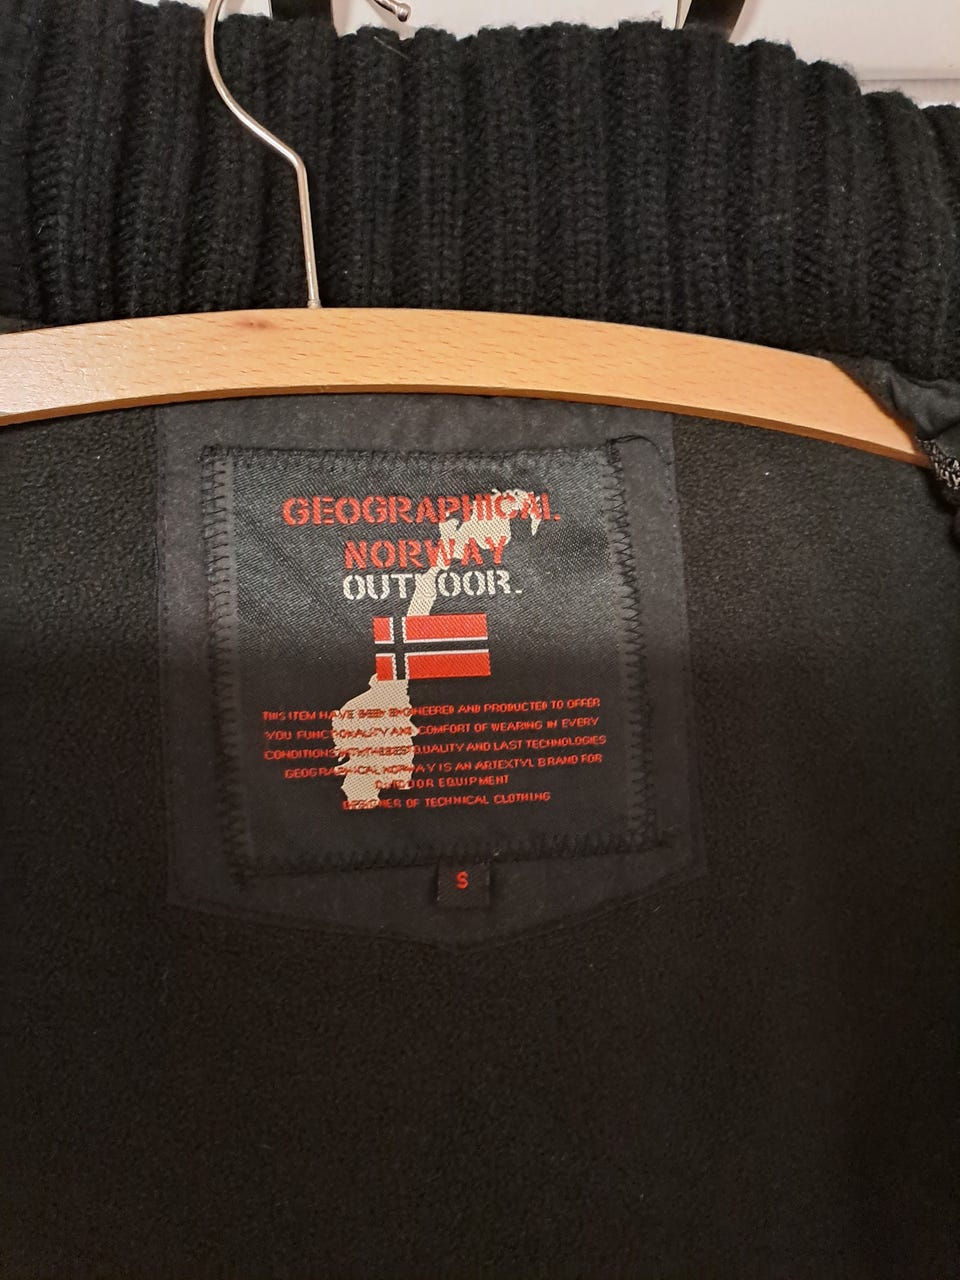 GEOGRAPHICAL
NORWAY
OUTDOOR.
THIS ITEM HAVE BEEN ENGINEERED AND PRODUCTED TO OFFER
YOU FUNCTIONALITY AND COMFORT OF WEARING IN EVERY
CONDITIONS WITH THE BEST QUALITY AND LAST TECHNOLOGIES
GEOGRAPHICAL NORWAY IS AN ARTEXTYL BRAND FOR
OUTDOOR EQUIPMENT
DESIGNER OF TECHNICAL CLOTHING
S